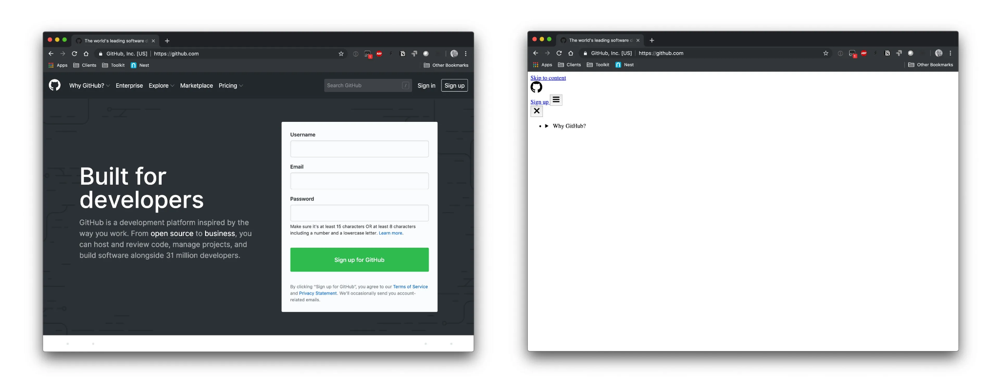 The world's leading software d
GitHub, Inc. [US] https://github.com
1
ABP
Apps Clients Toolkit Nest Other Bookmarks
Why GitHub? Enterprise Explore Marketplace Pricing Search GitHub / Sign in Sign up
Built for
developers
GitHub is a development platform inspired by the
way you work. From open source to business, you
can host and review code, manage projects, and
build software alongside 31 million developers.
Username
Email
Password
Make sure it's at least 15 characters OR at least 8 characters
including a number and a lowercase letter. Learn more.
Sign up for GitHub
By clicking “Sign up for GitHub”, you agree to our Terms of Service
and Privacy Statement. We’ll occasionally send you account-
related emails.
The world's leading software d
GitHub, Inc. [US] https://github.com
1
ABP
Apps Clients Toolkit Nest Other Bookmarks
Skip to content
Sign up
Why GitHub?